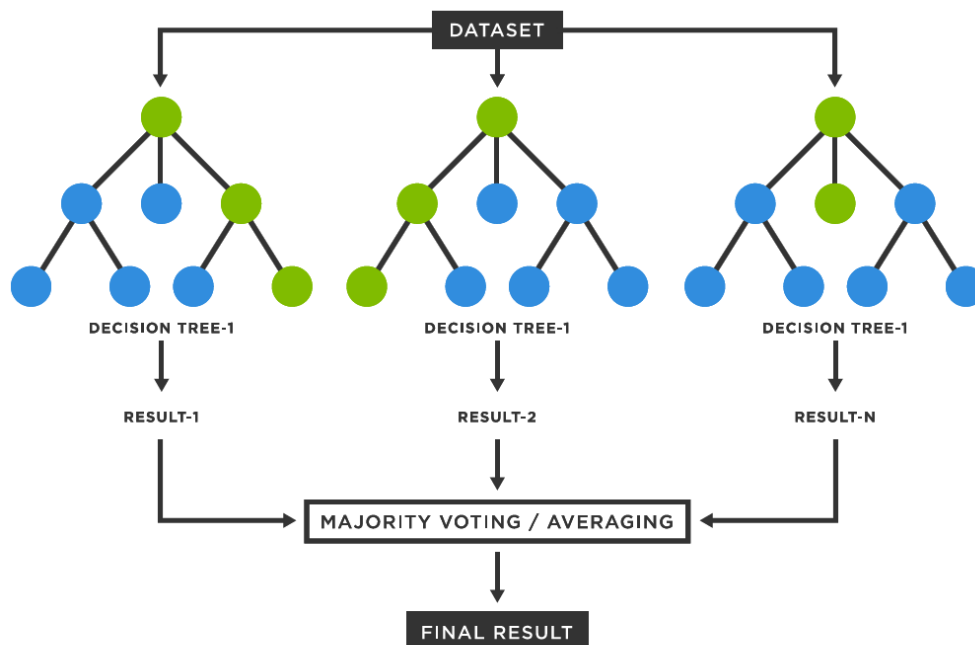 DATASET
DECISION TREE-1
DECISION TREE-1
DECISION TREE-1
RESULT-1
RESULT-2
RESULT-N
MAJORITY VOTING / AVERAGING
FINAL RESULT